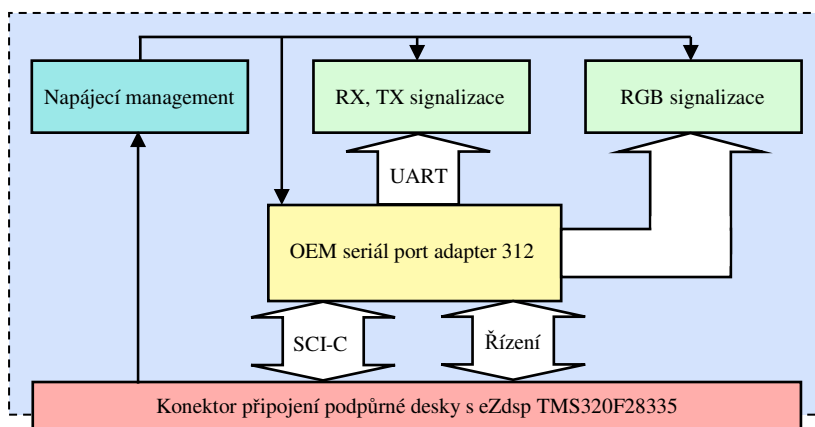 Napájecí management
RX, TX signalizace
RGB signalizace
UART
OEM seriál port adapter 312
SCI-C
Řízení
Konektor připojení podpůrné desky s eZdsp TMS320F28335